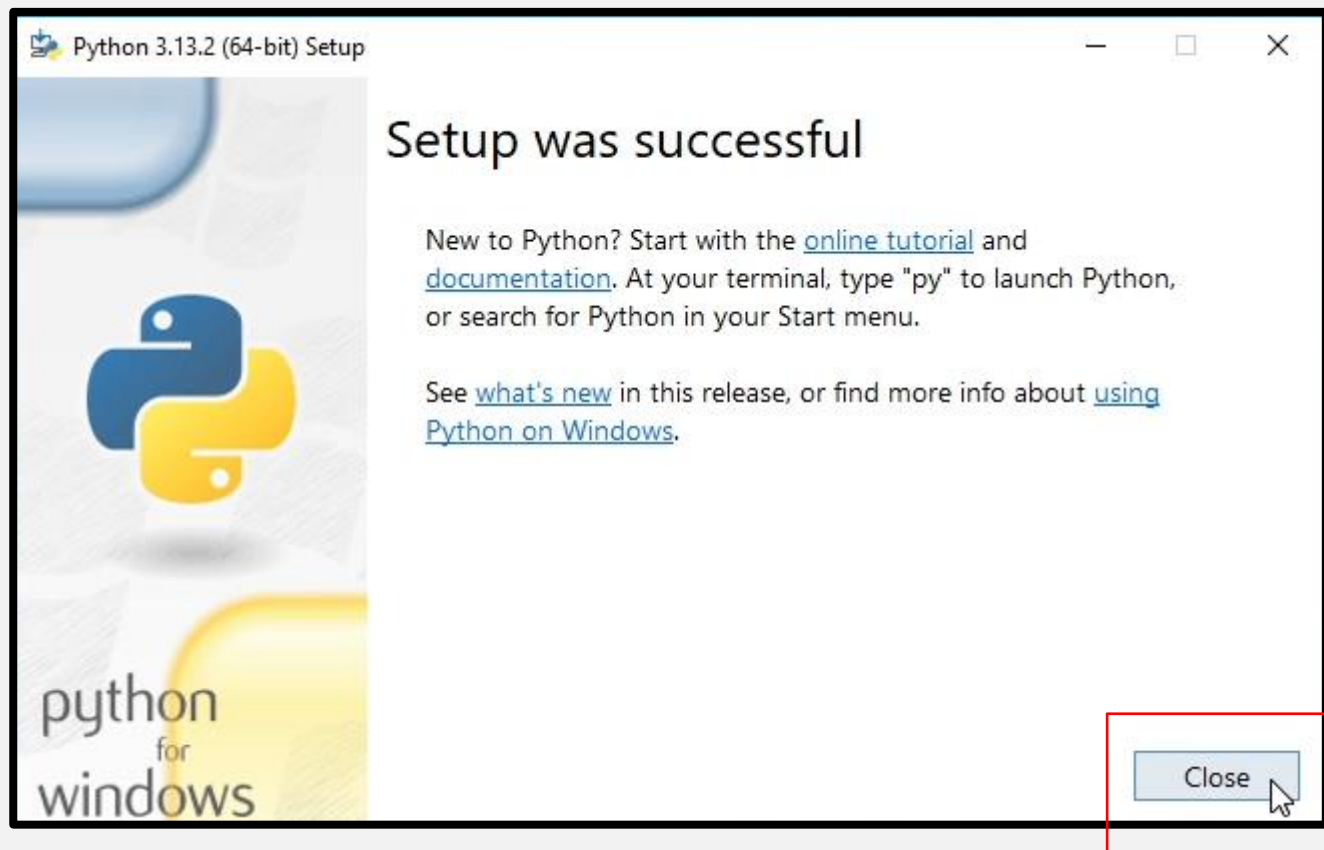 Python 3.13.2 (64-bit) Setup
Setup was successful
New to Python? Start with the online tutorial and
documentation. At your terminal, type "py" to launch Python,
or search for Python in your Start menu.
See what's new in this release, or find more info about using
Python on Windows.
python
for
windows
Close